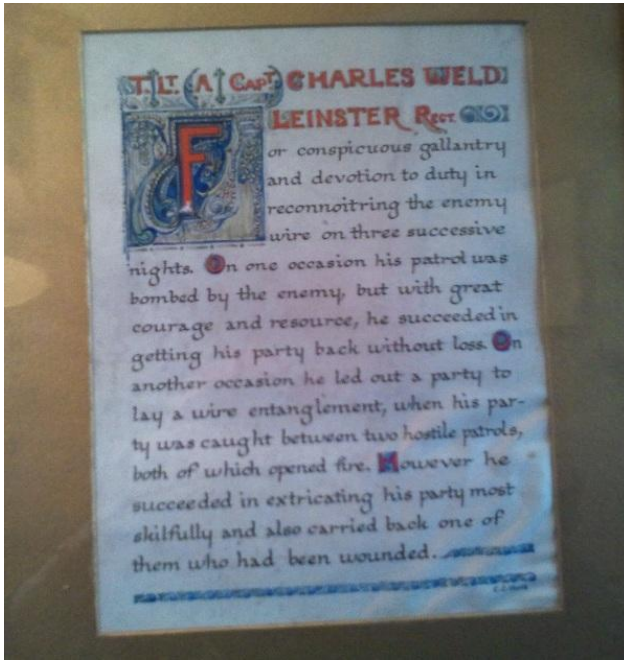 T. LT. (A CAPT) CHARLES WELD
LEINSTER RGT.
For conspicuous gallantry
and devotion to duty in
reconnoitring the enemy
wire on three successive
nights. On one occasion his patrol was
bombed by the enemy, but with great
courage and resource, he succeeded in
getting his party back without loss. On
another occasion he led out a party to
lay a wire entanglement, when his par-
ty was caught between two hostile patrols,
both of which opened fire. However he
succeeded in extricating his party most
skilfully and also carried back one of
them who had been wounded.